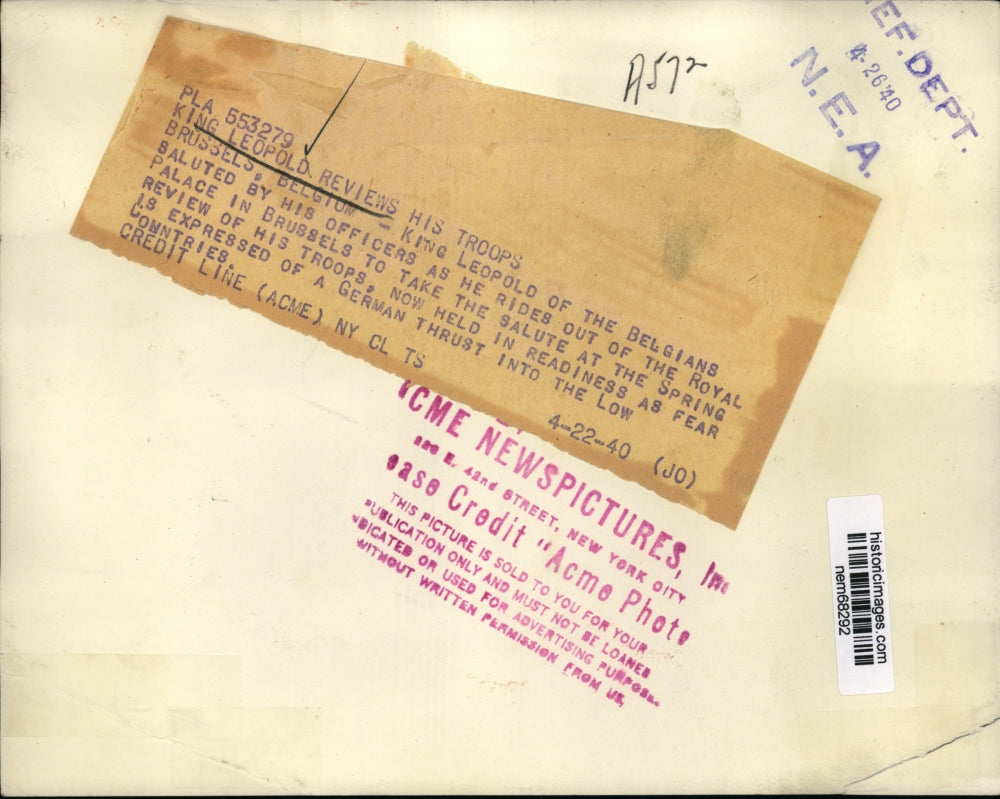 A572
EF. DEPT.
4-26 40
N. E. A.
PLA 553279
KING LEOPOLD REVIEWS HIS TROOPS
BRUSSELS, BELGIUM - KING LEOPOLD OF THE BELGIANS
SALUTED BY HIS OFFICERS AS HE RIDES OUT OF THE ROYAL
PALACE IN BRUSSELS TO TAKE THE SALUTE AT THE SPRING
REVIEW OF HIS TROOPS, NOW HELD IN READINESS AS FEAR
IS EXPRESSED OF A GERMAN THRUST INTO THE LOW
COUNTRIES.
CREDIT LINE (ACME) NY CL TS 4-22-40 (JO)
CME NEWSPICTURES, Inc
E. 42nd STREET, NEW YORK CITY
ease Credit "Acme Photo
THIS PICTURE IS SOLD TO YOU FOR YOUR
PUBLICATION ONLY AND MUST NOT BE LOANED
DICATED OR USED FOR ADVERTISING PURPOSE-
WITHOUT WRITTEN PERMISSION FROM US,
historicimages.com
nem68292